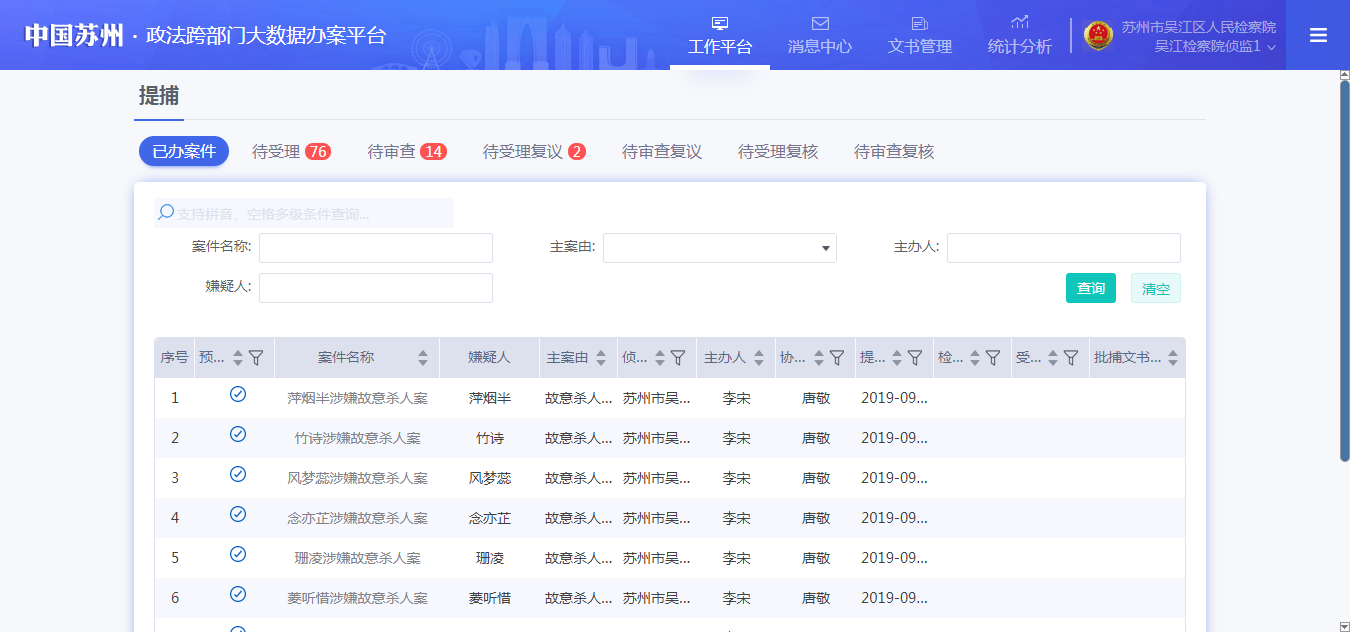 中国苏州 · 政法跨部门大数据办案平台
工作平台 消息中心 文书管理 统计分析
苏州市吴江区人民检察院
吴江检察院侦监1
提捕
已办案件 待受理 76 待审查 14 待受理复议 2 待审查复议 待受理复核 待审查复核
支持拼音、空格多级条件查询...
案件名称: 主案由: 主办人:
嫌疑人: 查询 清空
序号 预... 案件名称 嫌疑人 主案由 侦... 主办人 协... 提... 检... 受... 批捕文书...
1 萍烟半涉嫌故意杀人案 萍烟半 故意杀人... 苏州市吴... 李宋 唐敬 2019-09...
2 竹诗涉嫌故意杀人案 竹诗 故意杀人... 苏州市吴... 李宋 唐敬 2019-09...
3 风梦蕊涉嫌故意杀人案 风梦蕊 故意杀人... 苏州市吴... 李宋 唐敬 2019-09...
4 念亦芷涉嫌故意杀人案 念亦芷 故意杀人... 苏州市吴... 李宋 唐敬 2019-09...
5 珊凌涉嫌故意杀人案 珊凌 故意杀人... 苏州市吴... 李宋 唐敬 2019-09...
6 蒌听惜涉嫌故意杀人案 蒌听惜 故意杀人... 苏州市吴... 李宋 唐敬 2019-09...